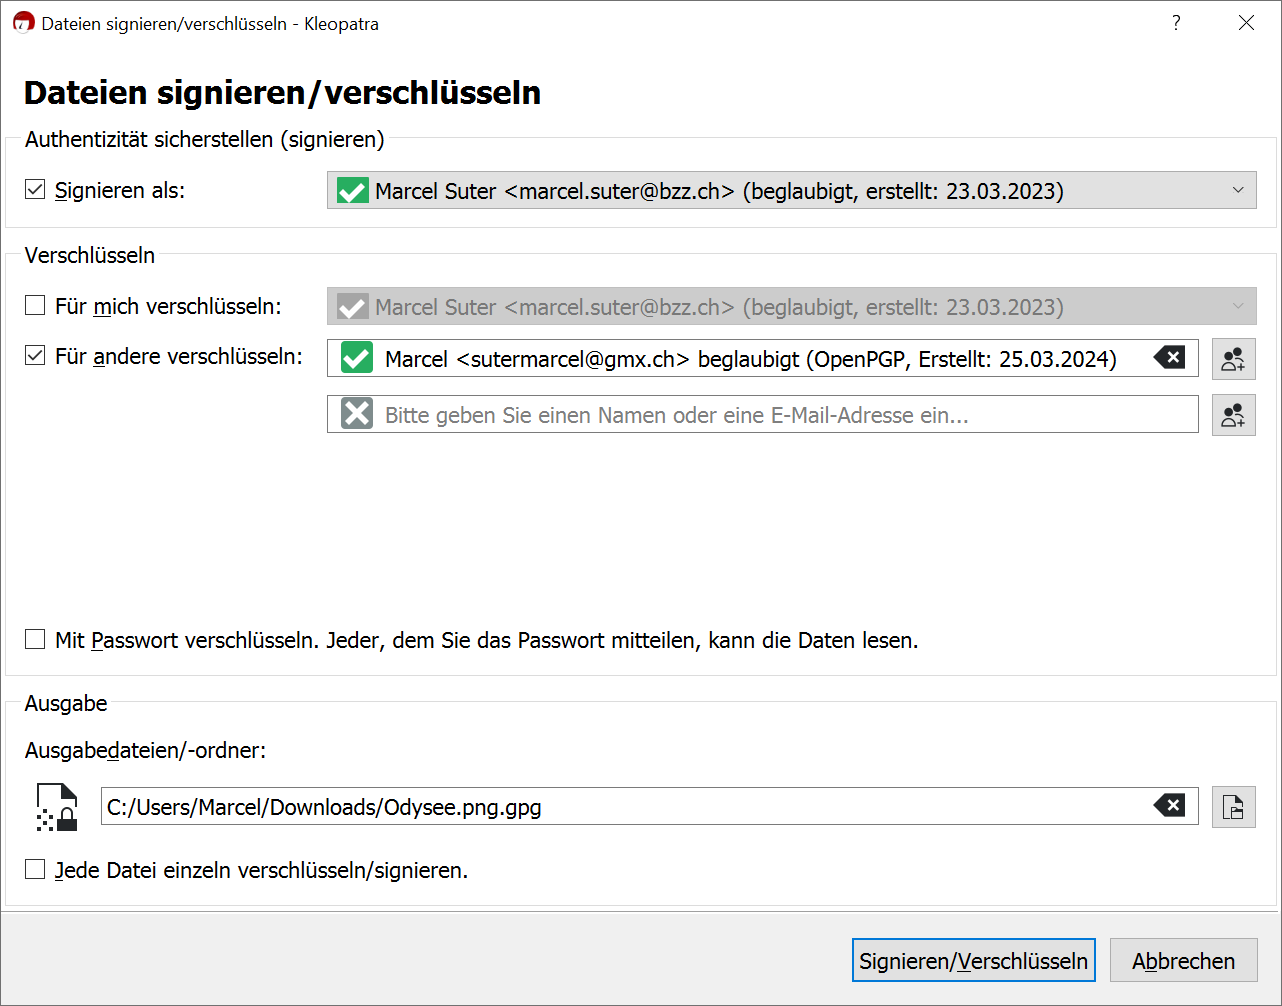 Dateien signieren/verschlüsseln - Kleopatra
?
Dateien signieren/verschlüsseln
Authentizität sicherstellen (signieren)
Signieren als: Marcel Suter <marcel.suter@bzz.ch> (beglaubigt, erstellt: 23.03.2023)
Verschlüsseln
Für mich verschlüsseln: Marcel Suter <marcel.suter@bzz.ch> (beglaubigt, erstellt: 23.03.2023)
Für andere verschlüsseln: Marcel <sutermarcel@gmx.ch> beglaubigt (OpenPGP, Erstellt: 25.03.2024)
Bitte geben Sie einen Namen oder eine E-Mail-Adresse ein...
Mit Passwort verschlüsseln. Jeder, dem Sie das Passwort mitteilen, kann die Daten lesen.
Ausgabe
Ausgabedateien/-ordner:
C:/Users/Marcel/Downloads/Odysee.png.gpg
Jede Datei einzeln verschlüsseln/signieren.
Signieren/Verschlüsseln Abbrechen